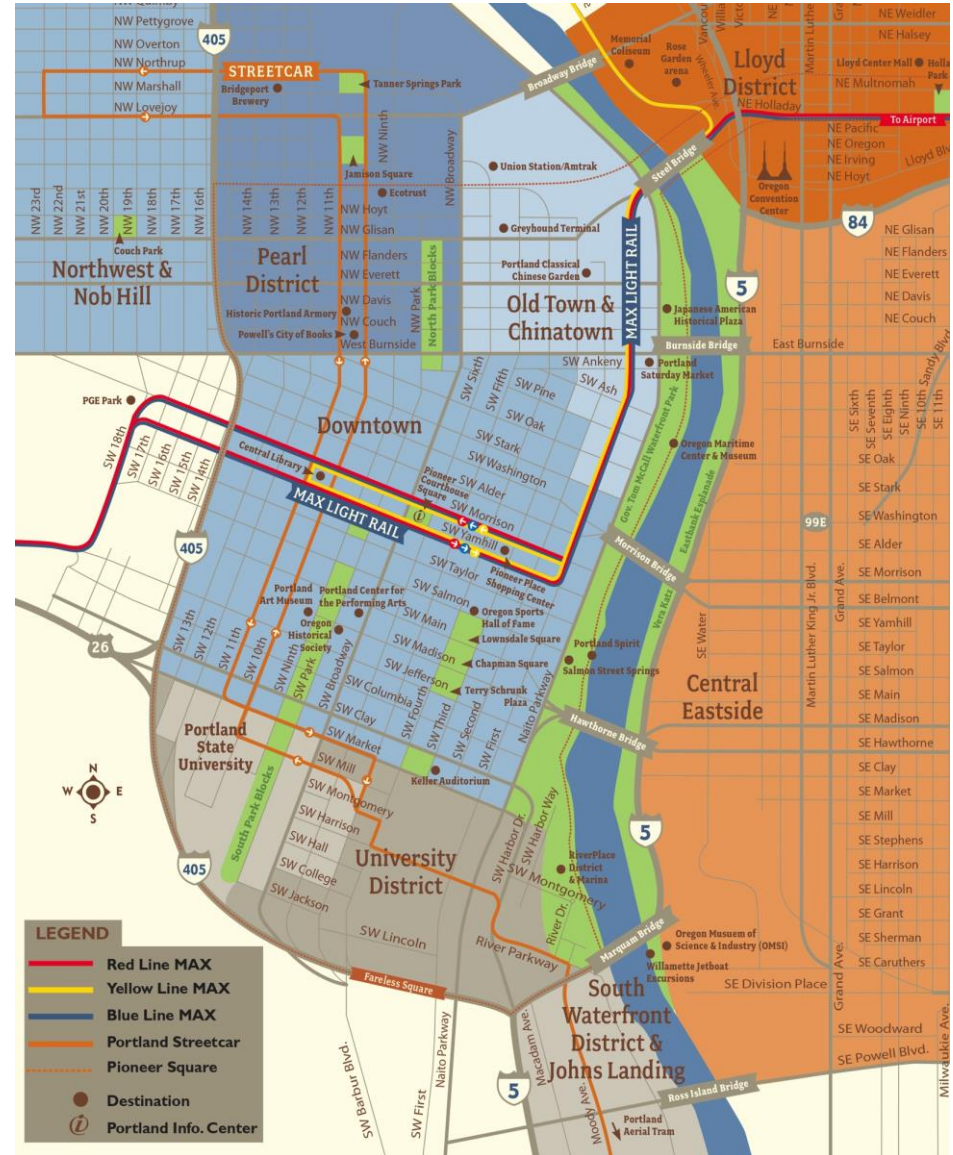 NW Pettygrove
NW Overton
NW Northrup
NW Marshall
NW Lovejoy
405
STREETCAR
Bridgeport
Brewery
Tanner Springs Park
NW Ninth
NW Broadway
Jamison Square
Ecotrust
NW 23rd
NW 22nd
NW 21st
NW 20th
NW 19th
NW 18th
NW 17th
NW 16th
NW 14th
NW 13th
NW 12th
NW 11th
Couch Park
Northwest &
Nob Hill
Pearl
District
NW Hoyt
NW Glisan
NW Flanders
NW Everett
NW Davis
NW Couch
West Burnside
Historic Portland Armory
Powell's City of Books
NW Park
North Park Blocks
Union Station/Amtrak
Greyhound Terminal
Portland Classical
Chinese Garden
Old Town &
Chinatown
MAX LIGHT RAIL
Broadway Bridge
Memorial
Coliseum
Rose
Garden
arena
Wheeler Ave.
Lloyd
District
Martin Luther
NE Weidler
NE Halsey
Lloyd Center Mall
NE Multnomah
NE Holladay
To Airport
NE Pacific
NE Oregon
NE Irving
NE Hoyt
Steel Bridge
Oregon
Convention
Center
84
5
NE Glisan
NE Flanders
NE Everett
NE Davis
NE Couch
Japanese American
Historical Plaza
Burnside Bridge
East Burnside
Sandy Blvd.
SW Ankeny
SW Ash
SW Pine
SW Oak
SW Stark
SW Washington
SW Alder
SW Morrison
SW Yamhill
SW Taylor
SW Salmon
SW Main
SW Madison
SW Jefferson
SW Columbia
SW Clay
SW Market
SW Mill
SW Montgomery
SW Harrison
SW Hall
SW College
SW Jackson
SW Lincoln
SW Sixth
SW Fifth
Portland
Saturday Market
PGE Park
SW 18th
SW 17th
SW 16th
SW 15th
SW 14th
Downtown
Central Library
Pioneer
Courthouse
Square
MAX LIGHT RAIL
Pioneer Place
Shopping Center
Oregon Maritime
Center & Museum
Gov. Tom McCall Waterfront Park
Vera Katz
Eastbank Esplanade
Morrison Bridge
SE Sixth
SE Seventh
SE Eighth
SE Ninth
SE 10th
SE 11th
99E
SE Oak
SE Stark
SE Washington
SE Alder
SE Morrison
SE Belmont
SE Yamhill
SE Taylor
SE Salmon
SE Main
SE Madison
SE Hawthorne
SE Clay
SE Market
SE Mill
SE Stephens
SE Harrison
SE Lincoln
SE Grant
SE Sherman
SE Caruthers
SE Division Place
SE Woodward
SE Powell Blvd.
SE Water
Martin Luther King Jr. Blvd.
Grand Ave.
Grand Ave.
Milwaukie Ave.
Central
Eastside
405
26
Portland
Art Museum
Portland Center for
the Performing Arts
Oregon
Historical
Society
Oregon Sports
Hall of Fame
Lownsdale Square
Chapman Square
Terry Schrunk
Plaza
Portland Spirit
Salmon Street Springs
SW 13th
SW 12th
SW 11th
SW 10th
SW Ninth
SW Park
SW Broadway
SW Fourth
SW Third
SW Second
SW First
Naito Parkway
Hawthorne Bridge
Keller Auditorium
Portland
State
University
South Park Blocks
University
District
SW Harbor Dr.
SW Harbor Way
RiverPlace
District
& Marina
SW Montgomery
River Dr.
River Parkway
5
405
N
W
E
S
Marquam Bridge
Oregon Musuem of
Science & Industry (OMSI)
Willamette Jetboat
Excursions
Fareless Square
South
Waterfront
District &
Johns Landing
Ross Island Bridge
Macadam Ave.
Moody Ave.
Portland
Aerial Tram
SW Barbur Blvd.
SW First
Naito Parkway
5
LEGEND
Red Line MAX
Yellow Line MAX
Blue Line MAX
Portland Streetcar
Pioneer Square
Destination
Portland Info. Center